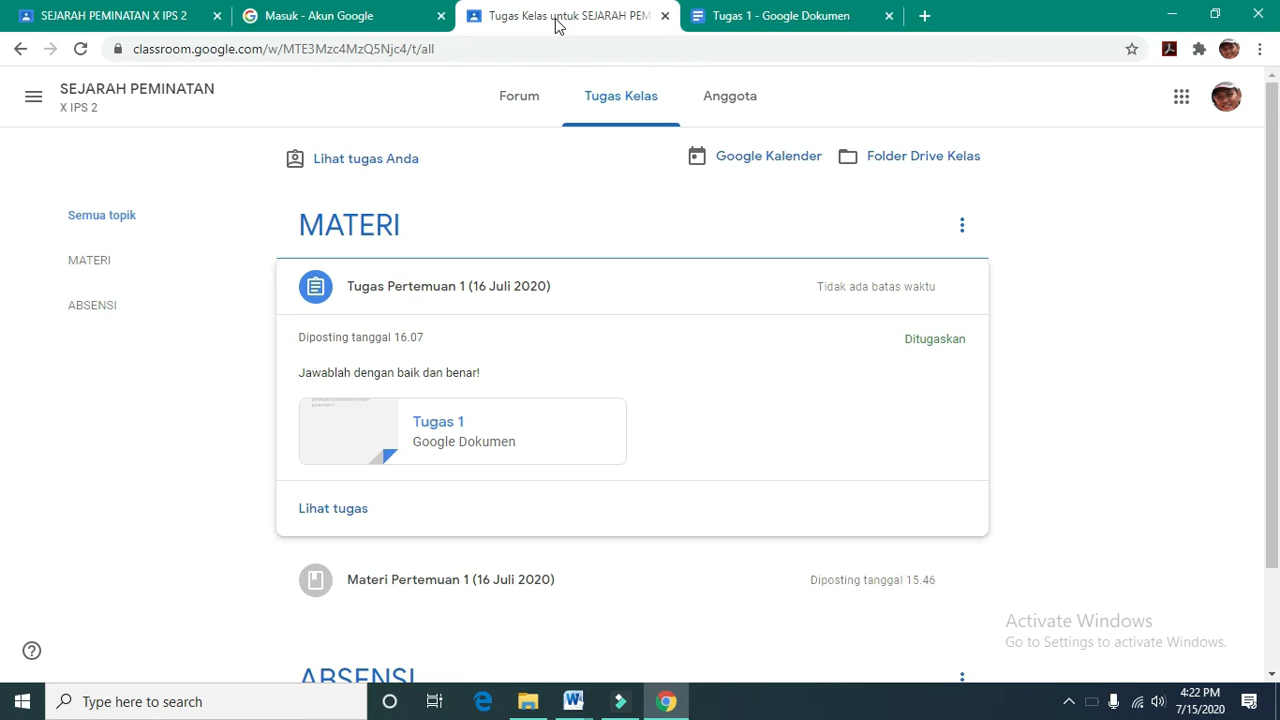 SEJARAH PEMINATAN X IPS 2
Masuk - Akun Google
Tugas Kelas untuk SEJARAH PEM
Tugas 1 - Google Dokumen
classroom.google.com/w/MTE3Mzc4MzQ5Njc4/t/all
SEJARAH PEMINATAN
X IPS 2
Forum
Tugas Kelas
Anggota
Lihat tugas Anda
Google Kalender
Folder Drive Kelas
Semua topik
MATERI
ABSENSI
MATERI
Tugas Pertemuan 1 (16 Juli 2020)
Tidak ada batas waktu
Diposting tanggal 16.07
Ditugaskan
Jawablah dengan baik dan benar!
Tugas 1
Google Dokumen
Lihat tugas
Materi Pertemuan 1 (16 Juli 2020)
Diposting tanggal 15.46
ABSENSI
Activate Windows
Go to Settings to activate Windows.
Type here to search
4:22 PM
7/15/2020